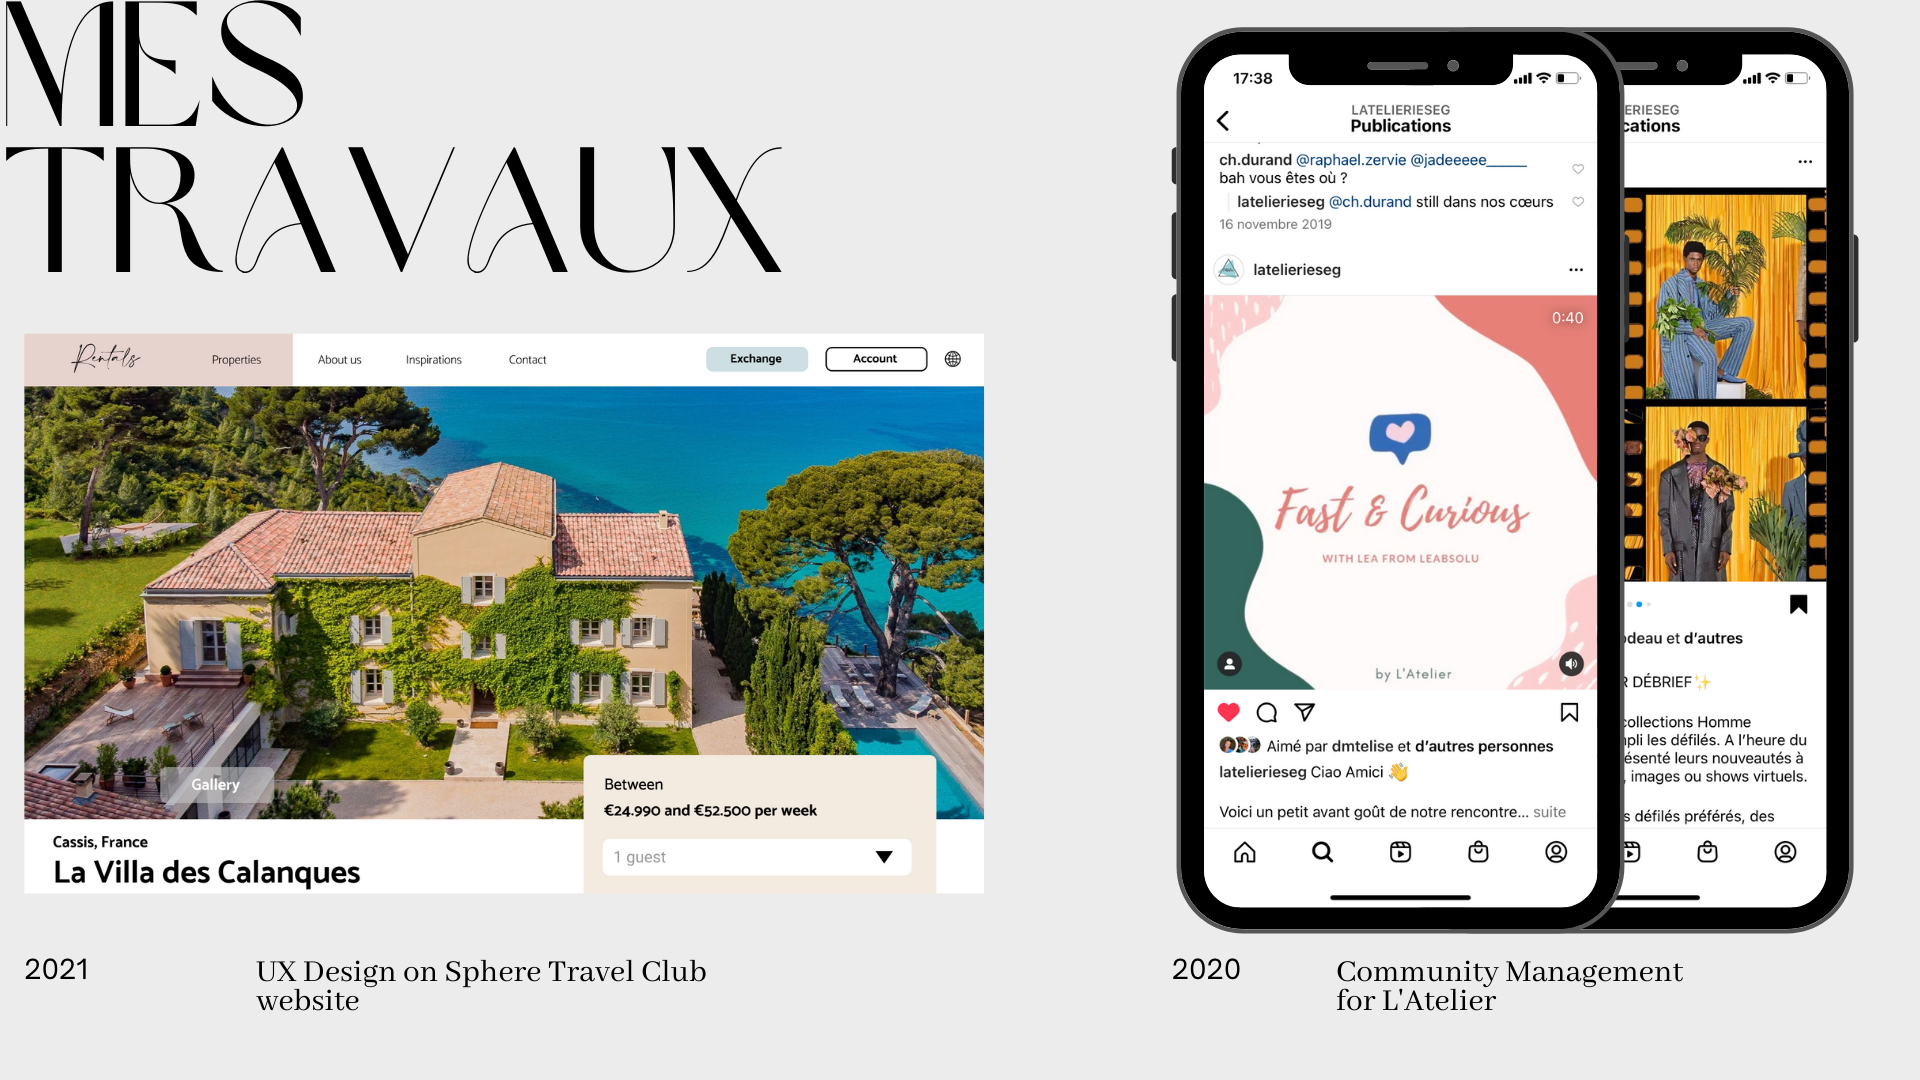 MES
TRAVAUX
Rentals
Properties
About us
Inspirations
Contact
Exchange
Account
Gallery
Between
€24.990 and €52.500 per week
1 guest
Cassis, France
La Villa des Calanques
2021
UX Design on Sphere Travel Club
website
17:38
LATELIERIESEG
Publications
ch.durand @raphael.zervie @jadeeeee_____
bah vous êtes où ?
latelierieseg @ch.durand still dans nos cœurs
16 novembre 2019
latelierieseg
0:40
Fast & Curious
WITH LEA FROM LEABSOLU
by L'Atelier
Aimé par dmtelise et d'autres personnes
latelierieseg Ciao Amici 👋
Voici un petit avant goût de notre rencontre... suite
ERIESEG
cations
deau et d'autres
R DÉBRIEF✨
collections Homme
pli les défilés. A l'heure du
ésenté leurs nouveautés à
, images ou shows virtuels.
s défilés préférés, des
2020
Community Management
for L'Atelier